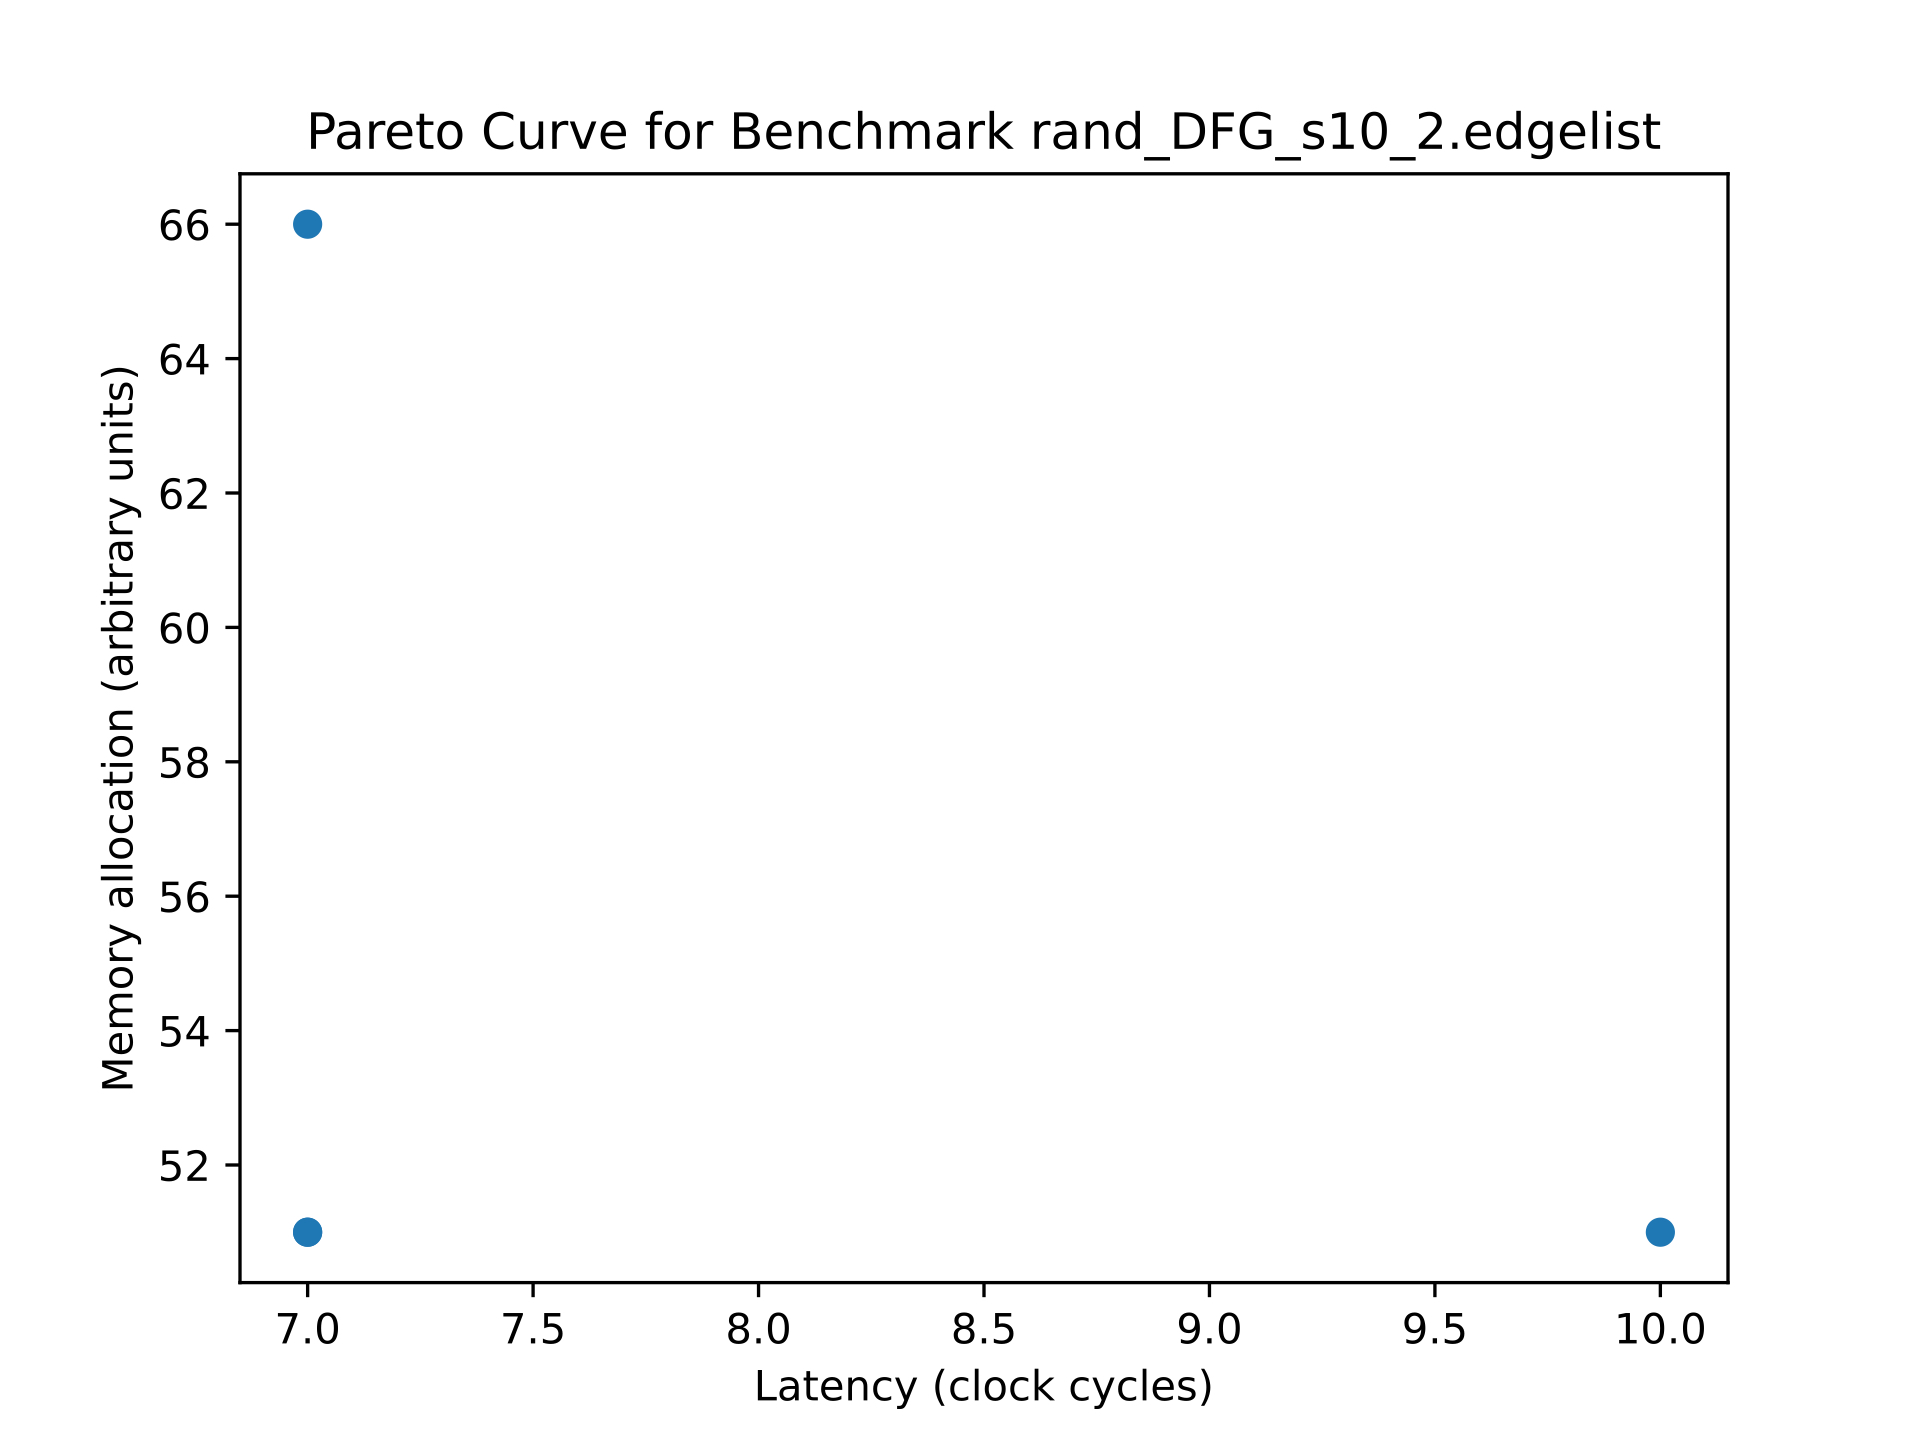 Pareto Curve for Benchmark rand_DFG_s10_2.edgelist
Memory allocation (arbitrary units)
66
64
62
60
58
56
54
52
7.0 7.5 8.0 8.5 9.0 9.5 10.0
Latency (clock cycles)